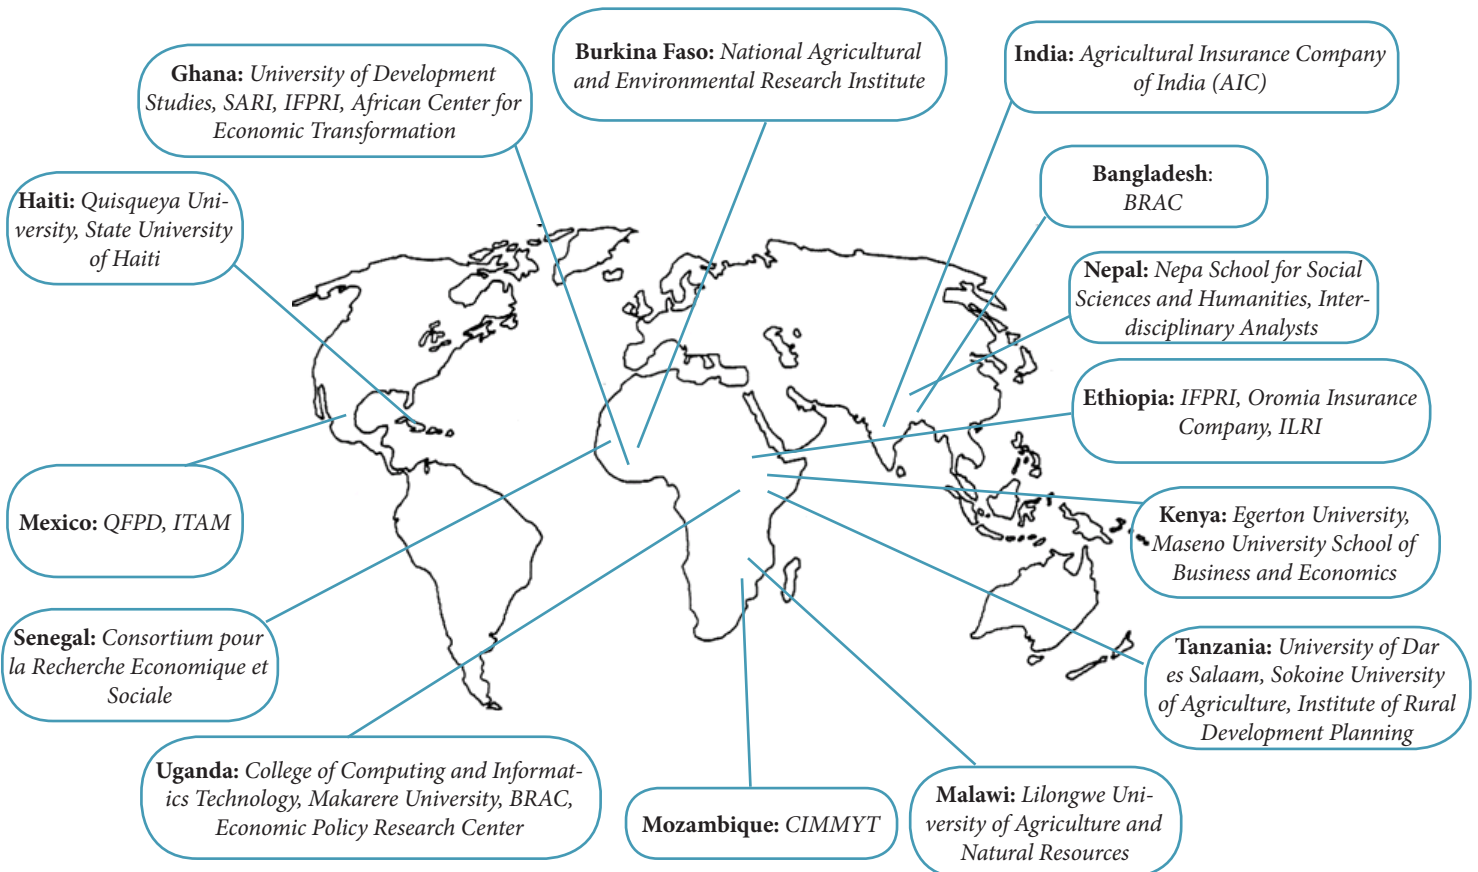 Ghana: University of Development
Studies, SARI, IFPRI, African Center for
Economic Transformation
Burkina Faso: National Agricultural
and Environmental Research Institute
India: Agricultural Insurance Company
of India (AIC)
Bangladesh:
BRAC
Haiti: Quisqueya Uni-
versity, State University
of Haiti
Nepal: Nepa School for Social
Sciences and Humanities, Inter-
disciplinary Analysts
Ethiopia: IFPRI, Oromia Insurance
Company, ILRI
Mexico: QFPD, ITAM
Kenya: Egerton University,
Maseno University School of
Business and Economics
Senegal: Consortium pour
la Recherche Economique et
Sociale
Tanzania: University of Dar
es Salaam, Sokoine University
of Agriculture, Institute of Rural
Development Planning
Uganda: College of Computing and Informat-
ics Technology, Makarere University, BRAC,
Economic Policy Research Center
Mozambique: CIMMYT
Malawi: Lilongwe Uni-
versity of Agriculture and
Natural Resources